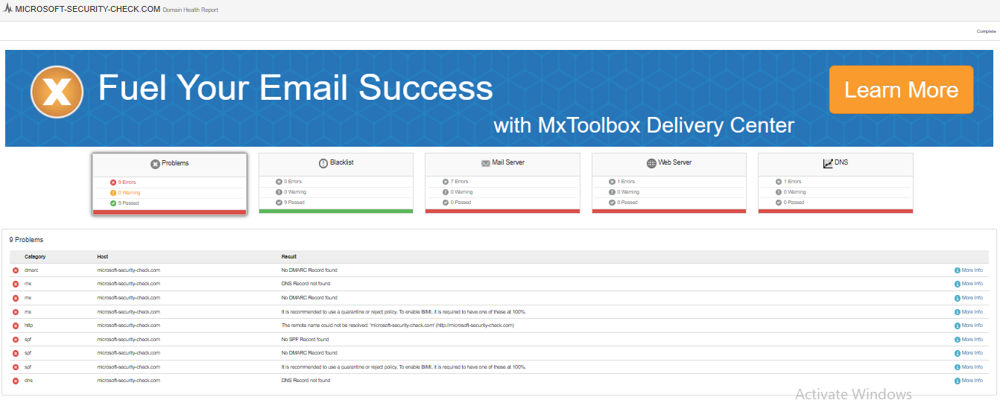 MICROSOFT-SECURITY-CHECK.COM Domain Health Report
Complete
X Fuel Your Email Success
Learn More
with MxToolbox Delivery Center
Problems
9 Errors
0 Warning
9 Passed
Blacklist
0 Errors
0 Warning
9 Passed
Mail Server
7 Errors
0 Warning
0 Passed
Web Server
1 Errors
0 Warning
0 Passed
DNS
1 Errors
0 Warning
0 Passed
9 Problems
Category Host Result
dmarc microsoft-security-check.com No DMARC Record found More Info
mx microsoft-security-check.com DNS Record not found More Info
mx microsoft-security-check.com No DMARC Record found More Info
mx microsoft-security-check.com It is recommended to use a quarantine or reject policy. To enable BIMI, it is required to have one of these at 100%. More Info
http microsoft-security-check.com The remote name could not be resolved: 'microsoft-security-check.com' (http://microsoft-security-check.com) More Info
spf microsoft-security-check.com No SPF Record found More Info
spf microsoft-security-check.com No DMARC Record found More Info
spf microsoft-security-check.com It is recommended to use a quarantine or reject policy. To enable BIMI, it is required to have one of these at 100%. More Info
dns microsoft-security-check.com DNS Record not found More Info
Activate Windows